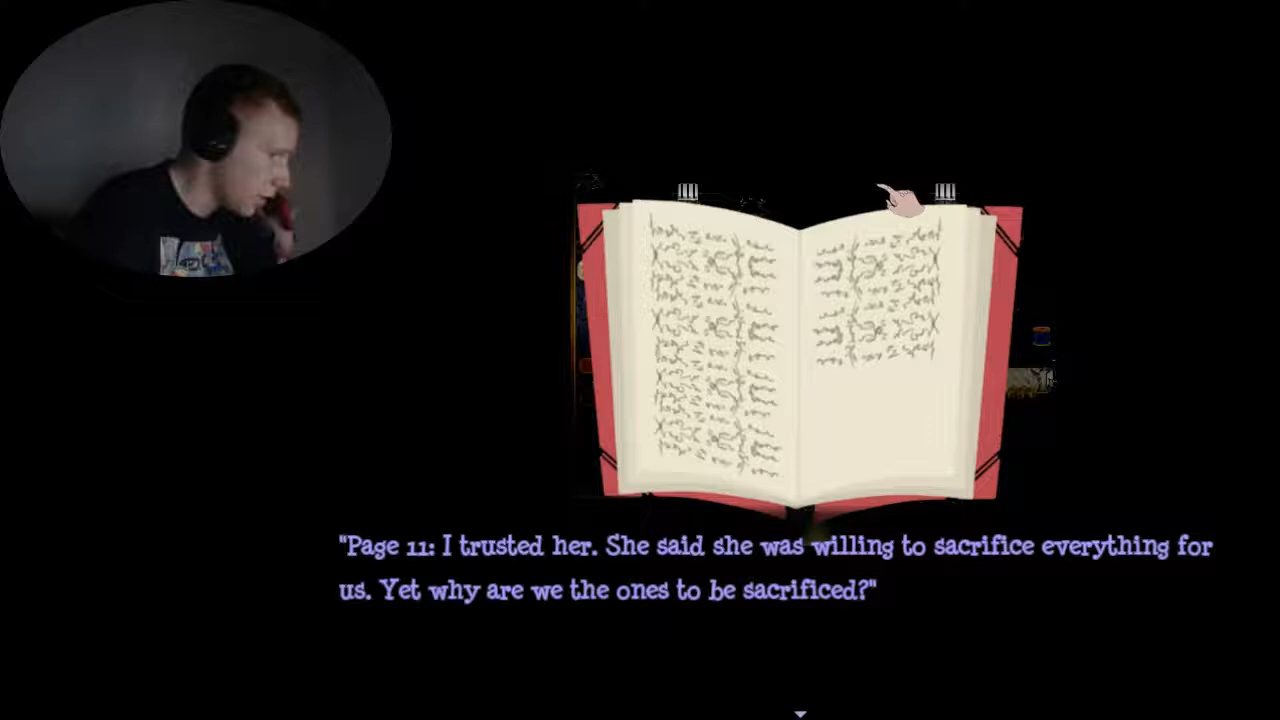 "Page 11: I trusted her. She said she was willing to sacrifice everything for
us. Yet why are we the ones to be sacrificed?"